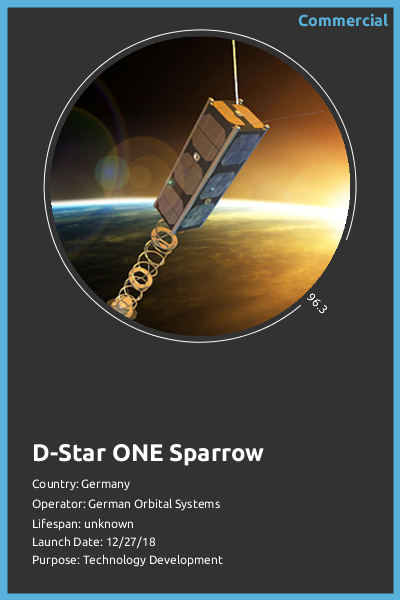 Commercial
96.3
D-Star ONE Sparrow
Country: Germany
Operator: German Orbital Systems
Lifespan: unknown
Launch Date: 12/27/18
Purpose: Technology Development